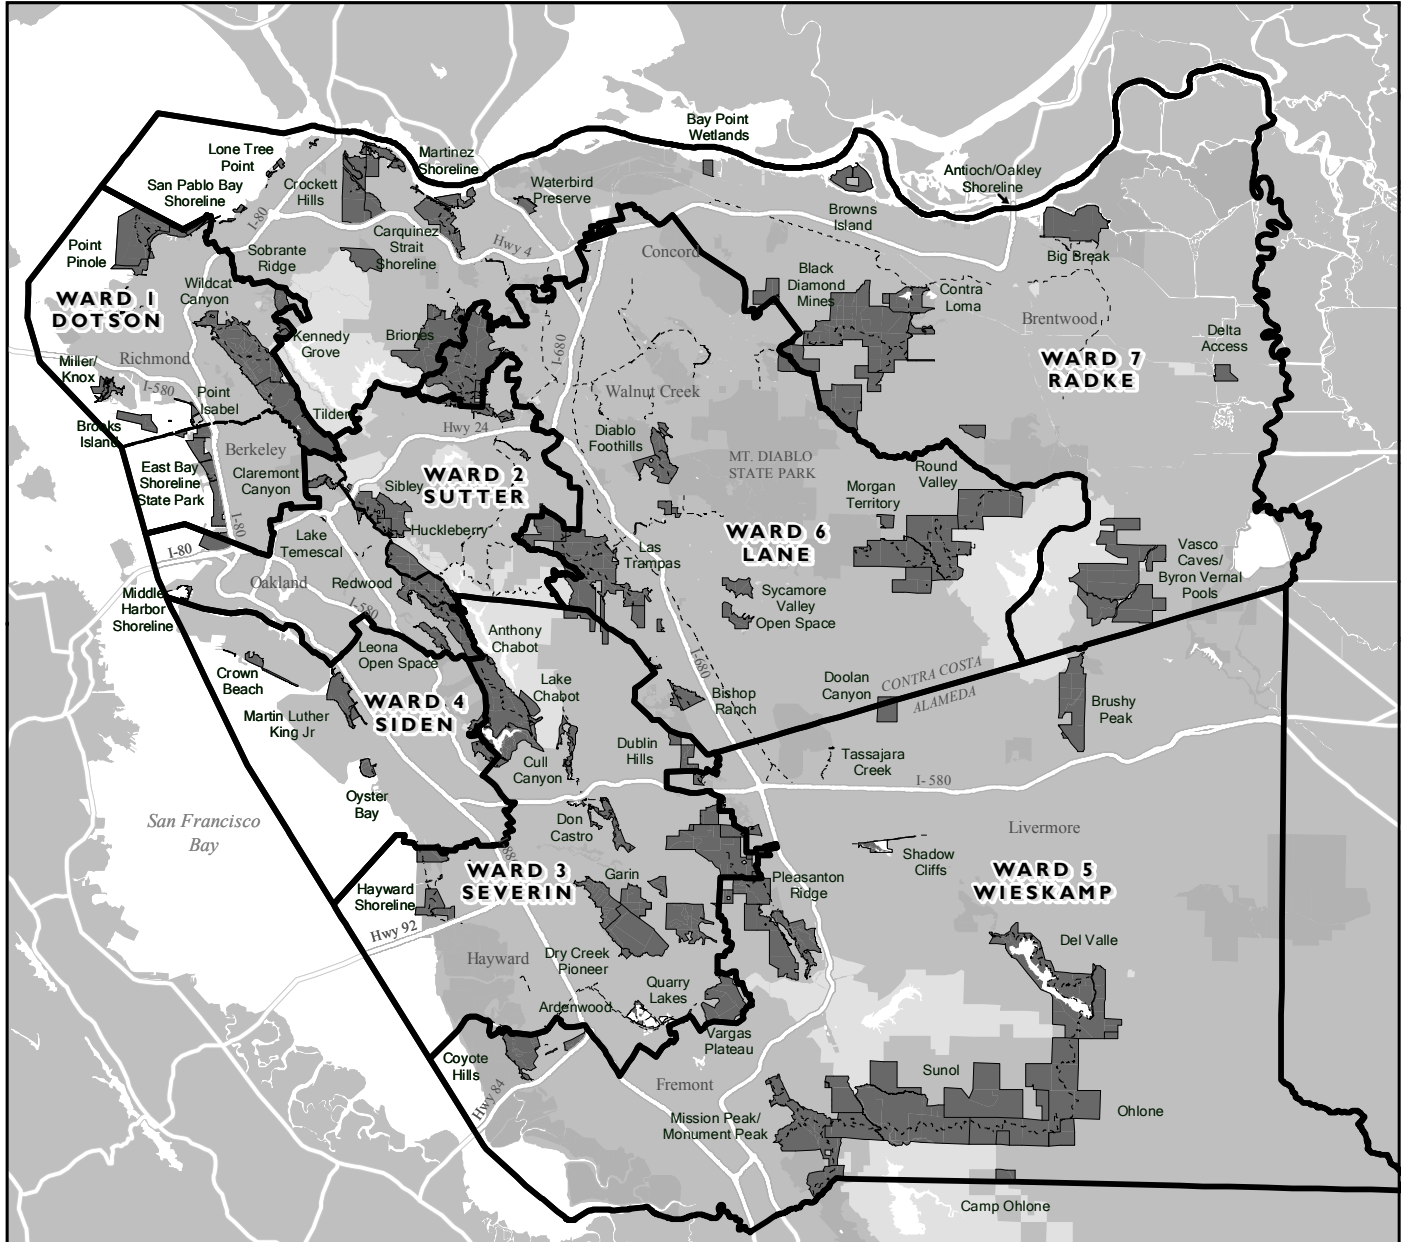 Bay Point
Wetlands
Lone Tree
Point
Martinez
Shoreline
San Pablo Bay
Shoreline
Crockett
Hills
Waterbird
Preserve
Antioch/Oakley
Shoreline
I-80
Browns
Island
Point
Pinole
Carquinez
Strait
Shoreline
Hwy 4
Concord
Big Break
Sobrante
Ridge
Wildcat
Canyon
Black
Diamond
Mines
Contra
Loma
WARD 1
DOTSON
Brentwood
Kennedy
Grove
Briones
I-680
Delta
Access
WARD 7
RADKE
Richmond
Miller/
Knox
I-580
Point
Isabel
Walnut Creek
Tilden
Brooks
Island
Hwy 24
Diablo
Foothills
Berkeley
MT. DIABLO
STATE PARK
East Bay
Shoreline
State Park
Claremont
Canyon
WARD 2
SUTTER
Sibley
Round
Valley
Morgan
Territory
I-80
Huckleberry
Lake
Temescal
WARD 6
LANE
I-80
Las
Trampas
Vasco
Caves/
Byron Vernal
Pools
Oakland
Redwood
Middle
Harbor
Shoreline
I-580
Sycamore
Valley
Open Space
Anthony
Chabot
Leona
Open Space
I-680
CONTRA COSTA
ALAMEDA
Crown
Beach
Lake
Chabot
Doolan
Canyon
Bishop
Ranch
Brushy
Peak
WARD 4
SIDEN
Martin Luther
King Jr
Dublin
Hills
Cull
Canyon
Tassajara
Creek
I-580
Oyster
Bay
San Francisco
Bay
Don
Castro
Livermore
Shadow
Cliffs
WARD 3
SEVERIN
Garin
Pleasanton
Ridge
WARD 5
WIESKAMP
Hayward
Shoreline
Hwy 92
Del Valle
Hayward
Dry Creek
Pioneer
Quarry
Lakes
Ardenwood
Vargas
Plateau
Coyote
Hills
Sunol
Fremont
Hwy 84
Mission Peak/
Monument Peak
Ohlone
Camp Ohlone